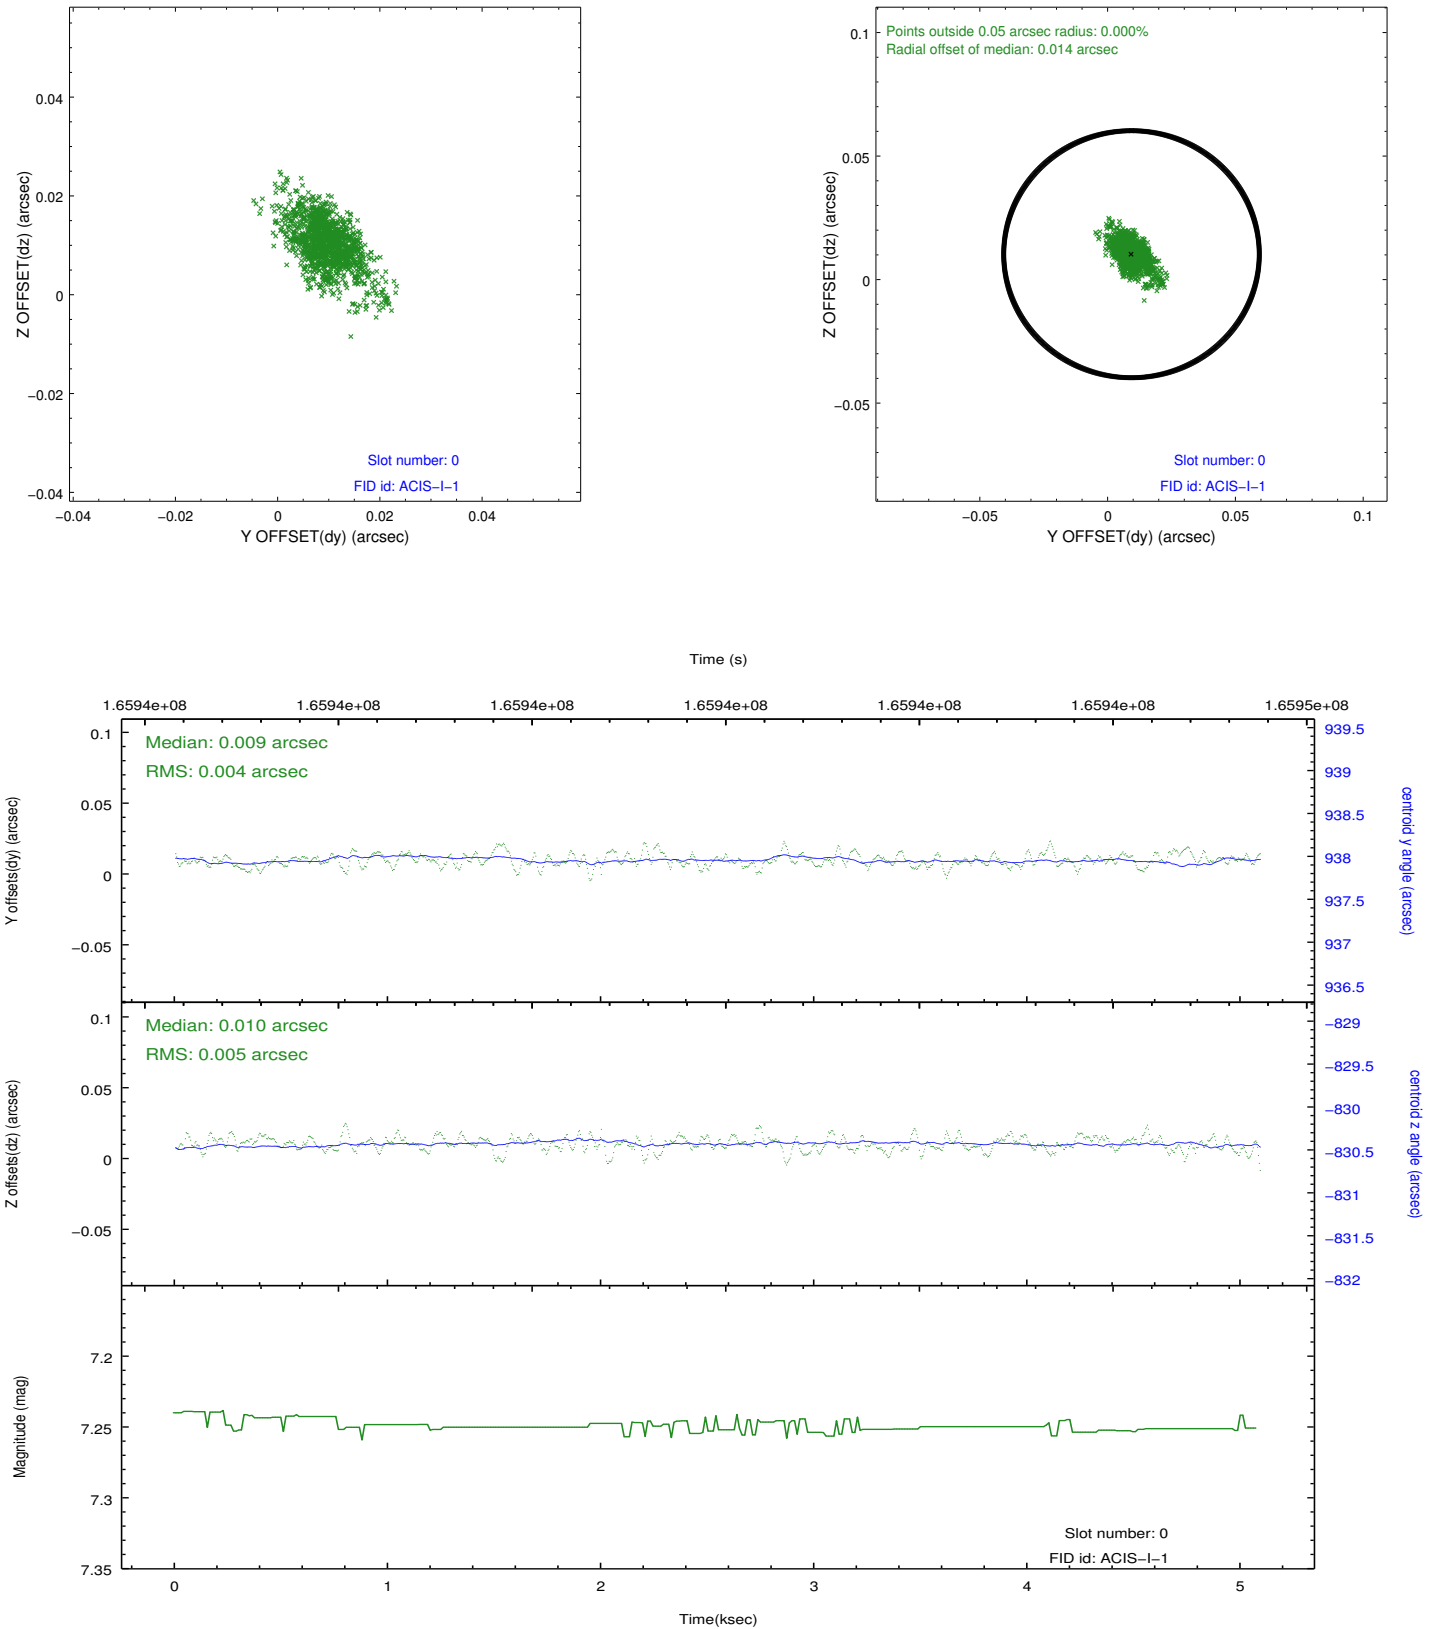 0.04
0.02
0
−0.02
−0.04
Z OFFSET(dz) (arcsec)
Slot number: 0
FID id: ACIS−I−1
−0.04 −0.02 0 0.02 0.04
Y OFFSET(dy) (arcsec)
Points outside 0.05 arcsec radius: 0.000%
Radial offset of median: 0.014 arcsec
0.1
0.05
0
−0.05
Z OFFSET(dz) (arcsec)
Slot number: 0
FID id: ACIS−I−1
−0.05 0 0.05 0.1
Y OFFSET(dy) (arcsec)
Time (s)
1.6594e+08 1.6594e+08 1.6594e+08 1.6594e+08 1.6594e+08 1.6594e+08 1.6595e+08
Median: 0.009 arcsec
RMS: 0.004 arcsec
0.1
0.05
0
−0.05
Y offsets(dy) (arcsec)
939.5
939
938.5
938
937.5
937
936.5
centroid y angle (arcsec)
Median: 0.010 arcsec
RMS: 0.005 arcsec
0.1
0.05
0
−0.05
Z offsets(dz) (arcsec)
−829
−829.5
−830
−830.5
−831
−831.5
−832
centroid z angle (arcsec)
7.2
7.25
7.3
7.35
Magnitude (mag)
Slot number: 0
FID id: ACIS−I−1
0 1 2 3 4 5
Time(ksec)